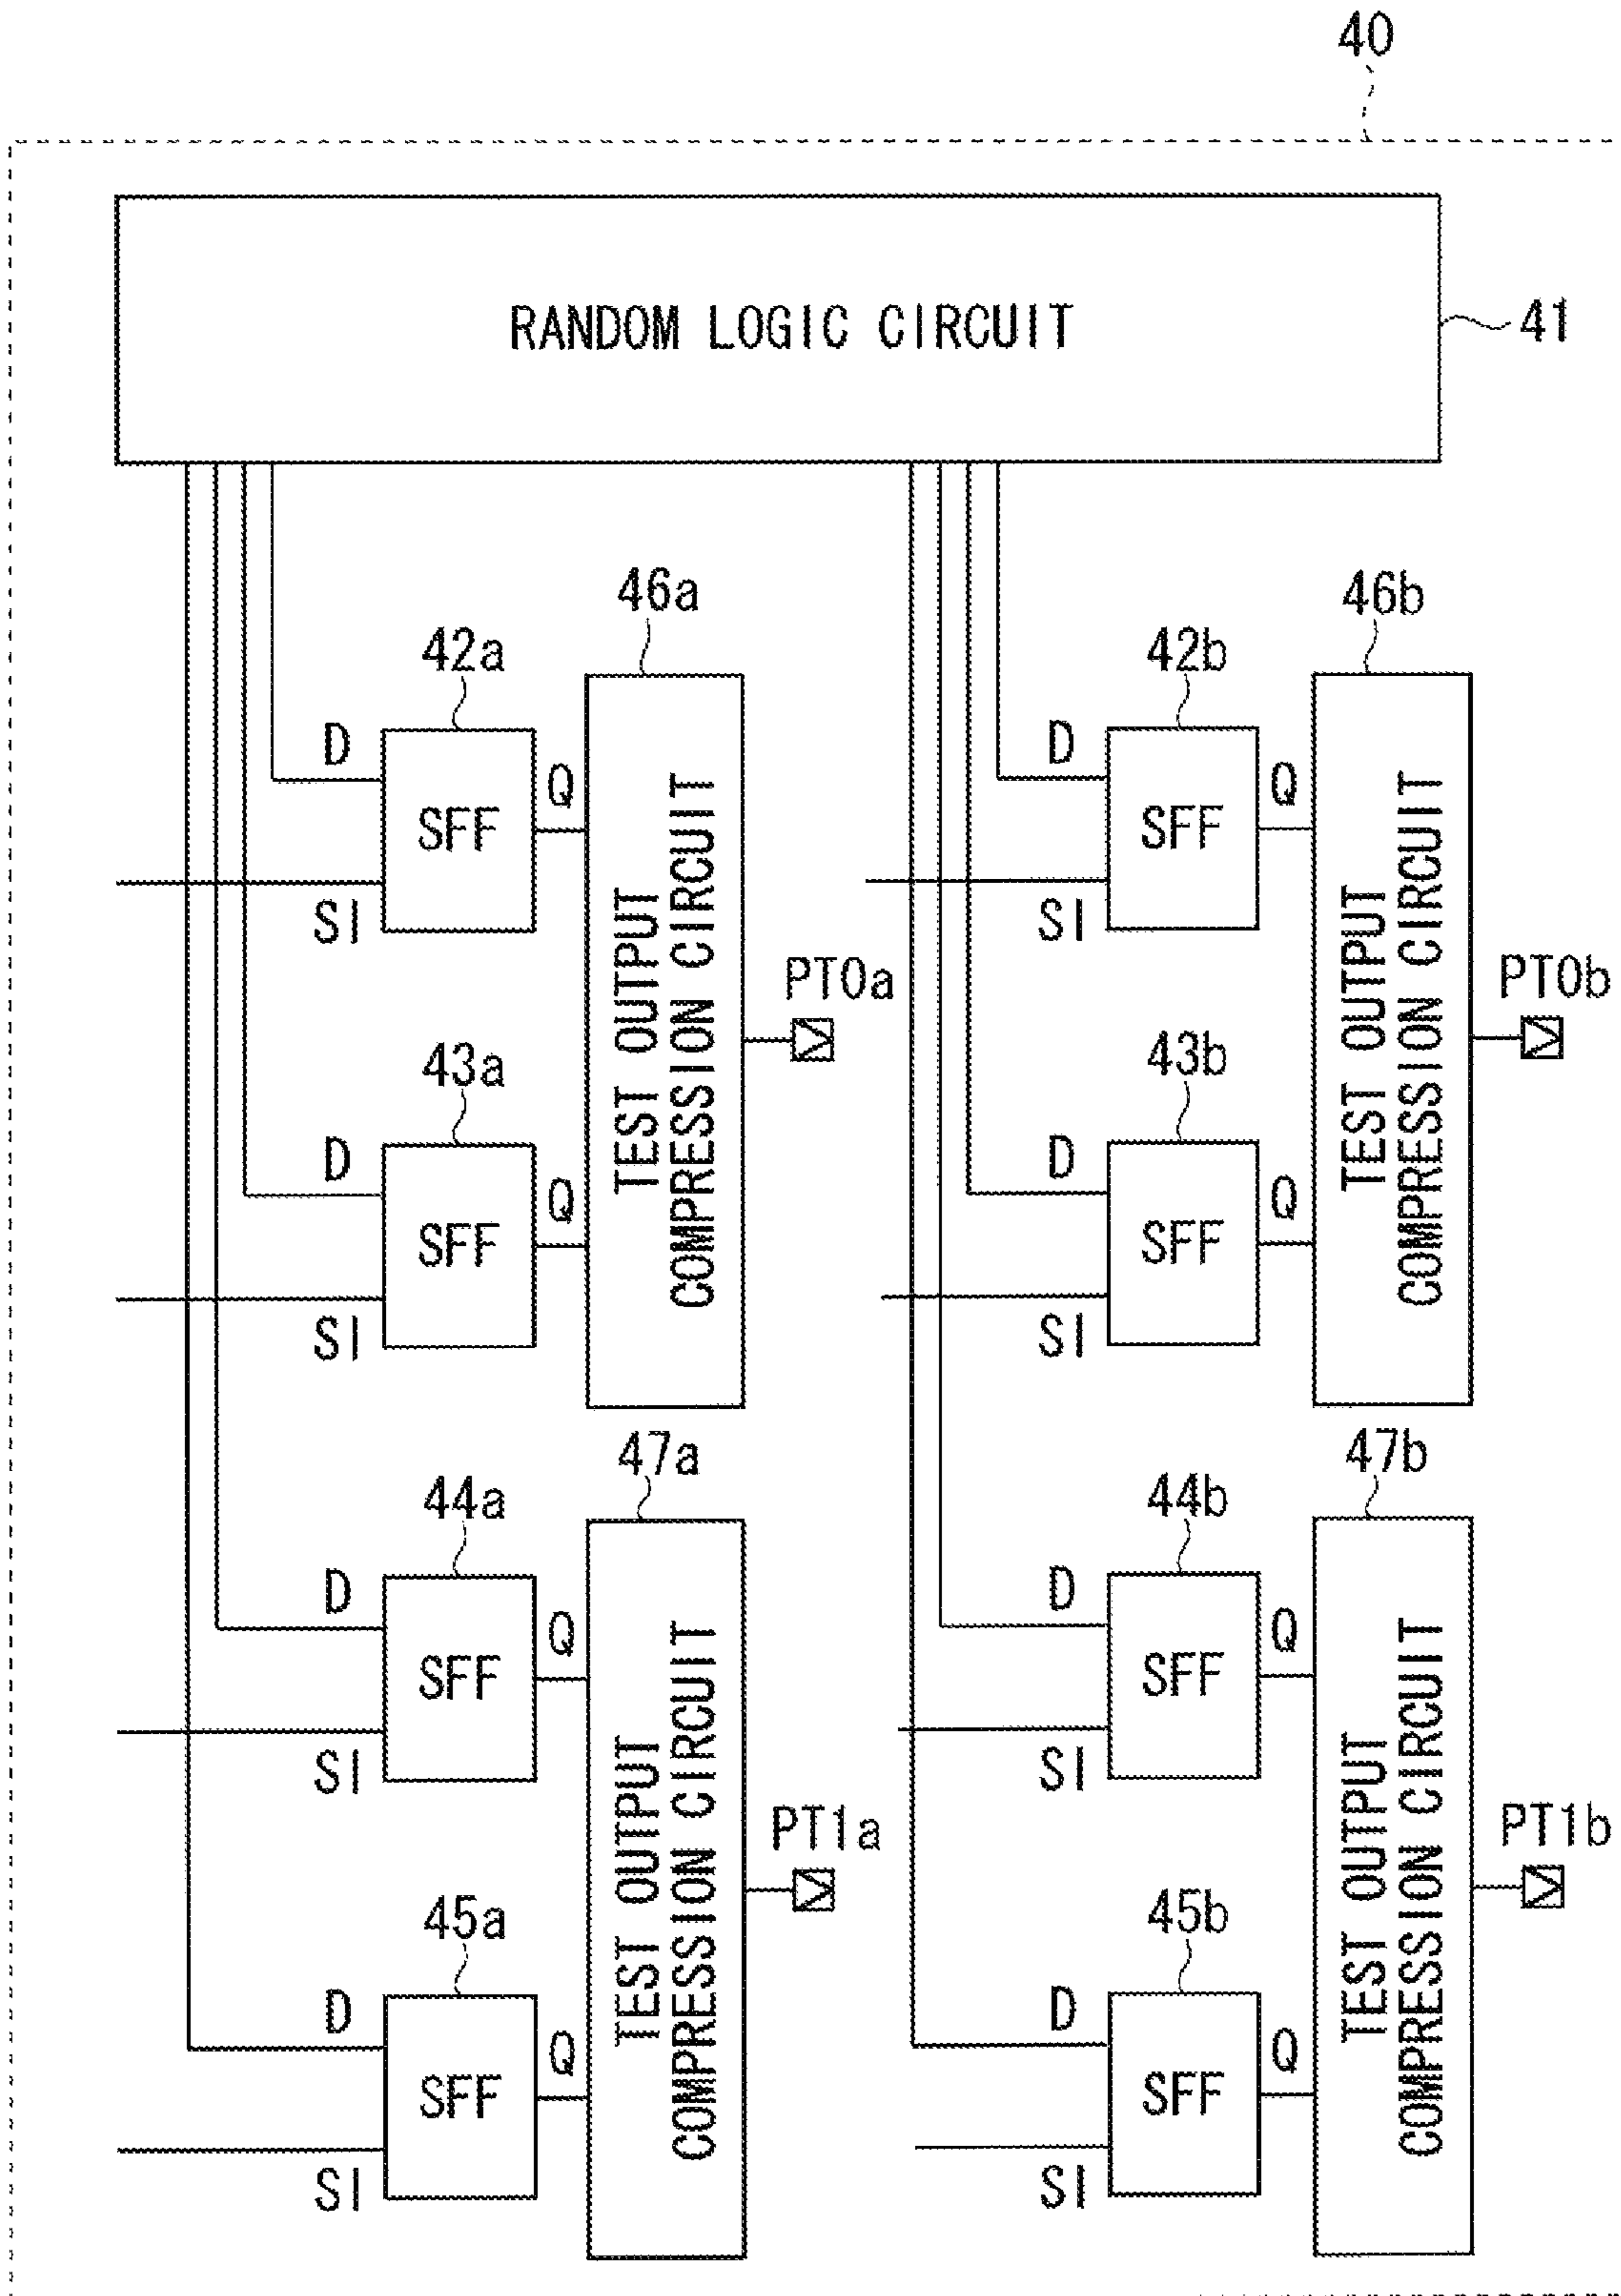 40
RANDOM LOGIC CIRCUIT
41
46a
46b
42a
42b
D
Q
D
Q
SFF
SFF
SI
SI
TEST OUTPUT
COMPRESSION CIRCUIT
TEST OUTPUT
COMPRESSION CIRCUIT
PT0a
PT0b
43a
43b
D
Q
D
Q
SFF
SFF
SI
SI
47a
47b
44a
44b
D
Q
D
Q
SFF
SFF
SI
SI
TEST OUTPUT
COMPRESSION CIRCUIT
TEST OUTPUT
COMPRESSION CIRCUIT
PT1a
PT1b
45a
45b
D
Q
D
Q
SFF
SFF
SI
SI